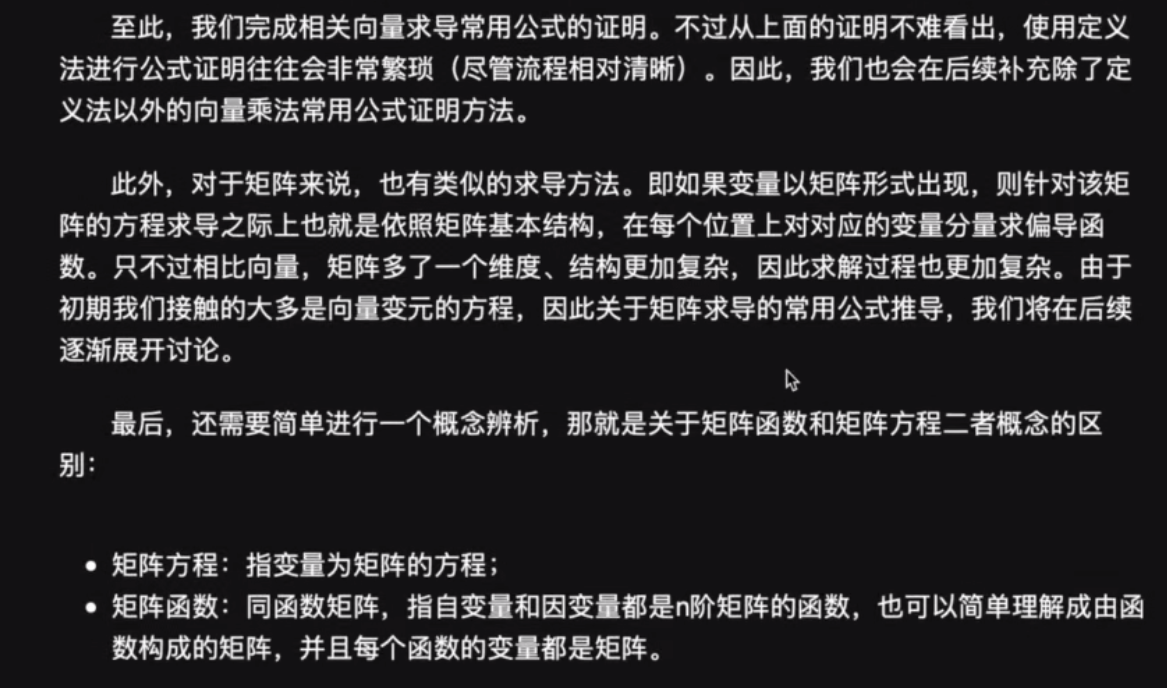 至此，我们完成相关向量求导常用公式的证明。不过从上面的证明不难看出，使用定义
法进行公式证明往往会非常繁琐（尽管流程相对清晰）。因此，我们也会在后续补充除了定
义法以外的向量乘法常用公式证明方法。
此外，对于矩阵来说，也有类似的求导方法。即如果变量以矩阵形式出现，则针对该矩
阵的方程求导之际上也就是依照矩阵基本结构，在每个位置上对对应的变量分量求偏导函
数。只不过相比向量，矩阵多了一个维度、结构更加复杂，因此求解过程也更加复杂。由于
初期我们接触的大多是向量变元的方程，因此关于矩阵求导的常用公式推导，我们将在后续
逐渐展开讨论。
最后，还需要简单进行一个概念辨析，那就是关于矩阵函数和矩阵方程二者概念的区
别：
• 矩阵方程：指变量为矩阵的方程；
• 矩阵函数：同函数矩阵，指自变量和因变量都是n阶矩阵的函数，也可以简单理解成由函
数构成的矩阵，并且每个函数的变量都是矩阵。